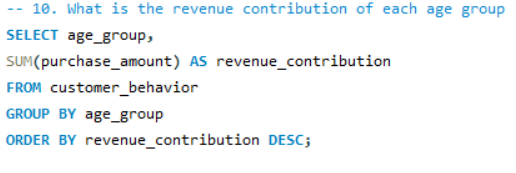 -- 10. What is the revenue contribution of each age group
SELECT age_group,
SUM(purchase_amount) AS revenue_contribution
FROM customer_behavior
GROUP BY age_group
ORDER BY revenue_contribution DESC;